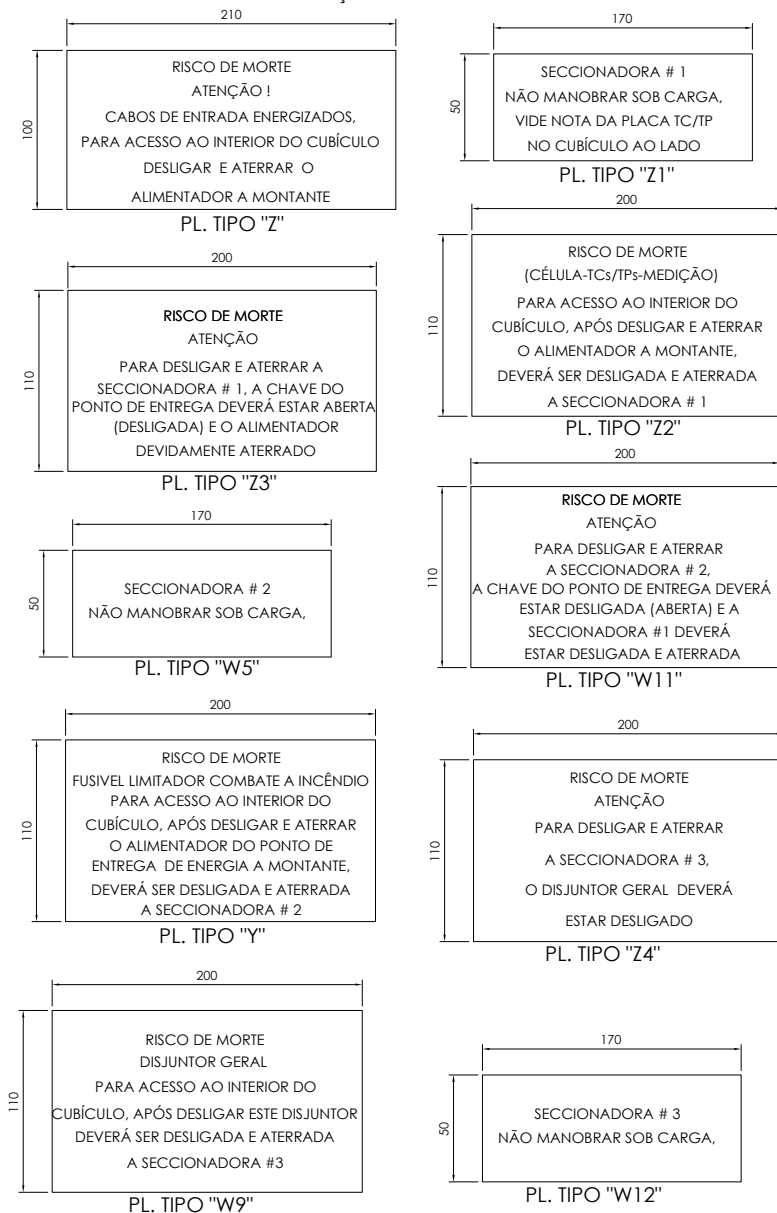 210
100
RISCO DE MORTE
ATENÇÃO !
CABOS DE ENTRADA ENERGIZADOS,
PARA ACESSO AO INTERIOR DO CUBÍCULO
DESLIGAR E ATERRAR O
ALIMENTADOR A MONTANTE
PL. TIPO "Z"
170
50
SECCIONADORA # 1
NÃO MANOBRAR SOB CARGA,
VIDE NOTA DA PLACA TC/TP
NO CUBÍCULO AO LADO
PL. TIPO "Z1"
200
110
RISCO DE MORTE
ATENÇÃO
PARA DESLIGAR E ATERRAR A
SECCIONADORA # 1, A CHAVE DO
PONTO DE ENTREGA DEVERÁ ESTAR ABERTA
(DESLIGADA) E O ALIMENTADOR
DEVIDAMENTE ATERRADO
PL. TIPO "Z3"
200
110
RISCO DE MORTE
(CÉLULA-TCs/TPs-MEDIÇÃO)
PARA ACESSO AO INTERIOR DO
CUBÍCULO, APÓS DESLIGAR E ATERRAR
O ALIMENTADOR A MONTANTE,
DEVERÁ SER DESLIGADA E ATERRADA
A SECCIONADORA # 1
PL. TIPO "Z2"
170
50
SECCIONADORA # 2
NÃO MANOBRAR SOB CARGA,
PL. TIPO "W5"
200
110
RISCO DE MORTE
ATENÇÃO
PARA DESLIGAR E ATERRAR
A SECCIONADORA # 2,
A CHAVE DO PONTO DE ENTREGA DEVERÁ
ESTAR DESLIGADA (ABERTA) E A
SECCIONADORA #1 DEVERÁ
ESTAR DESLIGADA E ATERRADA
PL. TIPO "W11"
200
110
RISCO DE MORTE
FUSIVEL LIMITADOR COMBATE A INCÊNDIO
PARA ACESSO AO INTERIOR DO
CUBÍCULO, APÓS DESLIGAR E ATERRAR
O ALIMENTADOR DO PONTO DE
ENTREGA DE ENERGIA A MONTANTE,
DEVERÁ SER DESLIGADA E ATERRADA
A SECCIONADORA # 2
PL. TIPO "Y"
200
110
RISCO DE MORTE
ATENÇÃO
PARA DESLIGAR E ATERRAR
A SECCIONADORA # 3,
O DISJUNTOR GERAL DEVERÁ
ESTAR DESLIGADO
PL. TIPO "Z4"
200
110
RISCO DE MORTE
DISJUNTOR GERAL
PARA ACESSO AO INTERIOR DO
CUBÍCULO, APÓS DESLIGAR ESTE DISJUNTOR
DEVERÁ SER DESLIGADA E ATERRADA
A SECCIONADORA #3
PL. TIPO "W9"
170
50
SECCIONADORA # 3
NÃO MANOBRAR SOB CARGA,
PL. TIPO "W12"